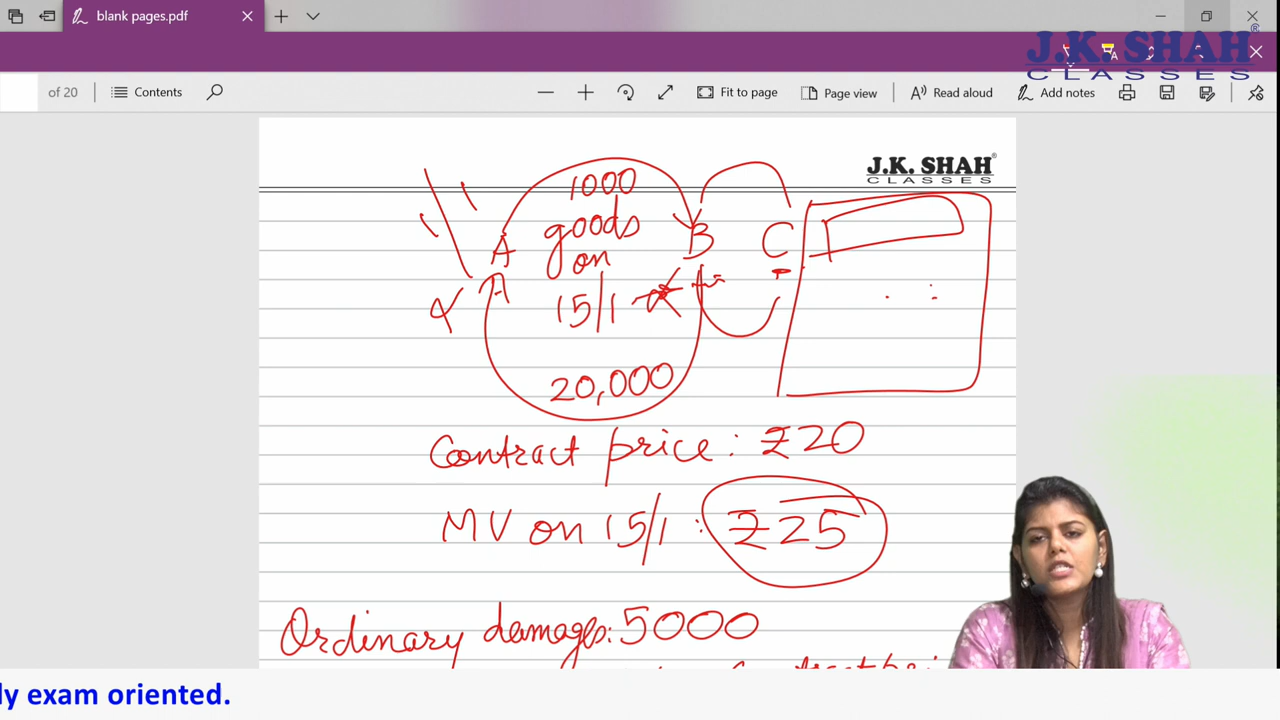 blank pages.pdf
J.K. SHAH®
CLASSES
of 20
Contents
Fit to page
Page view
Read aloud
Add notes
J.K. SHAH®
CLASSES
1000
A goods B C
on
A 15/1
20,000
Contract price: ₹20
MV on 15/1: ₹25
Ordinary damages: 5000
ly exam oriented.